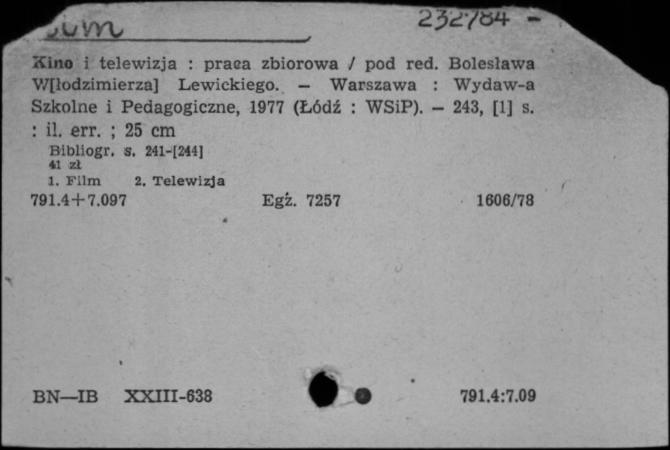 232784 -
Kino i telewizja : praca zbiorowa / pod red. Bolesława
W[łodzimierza] Lewickiego. — Warszawa : Wydaw-a
Szkolne i Pedagogiczne, 1977 (Łódź : WSiP). — 243, [1] s.
: il. err. ; 25 cm
Bibliogr. s. 241-[244]
41 zł
1. Film 2. Telewizja
791.4+7.097 Egz. 7257 1606/78
BN—IB XXIII-638 791.4:7.09